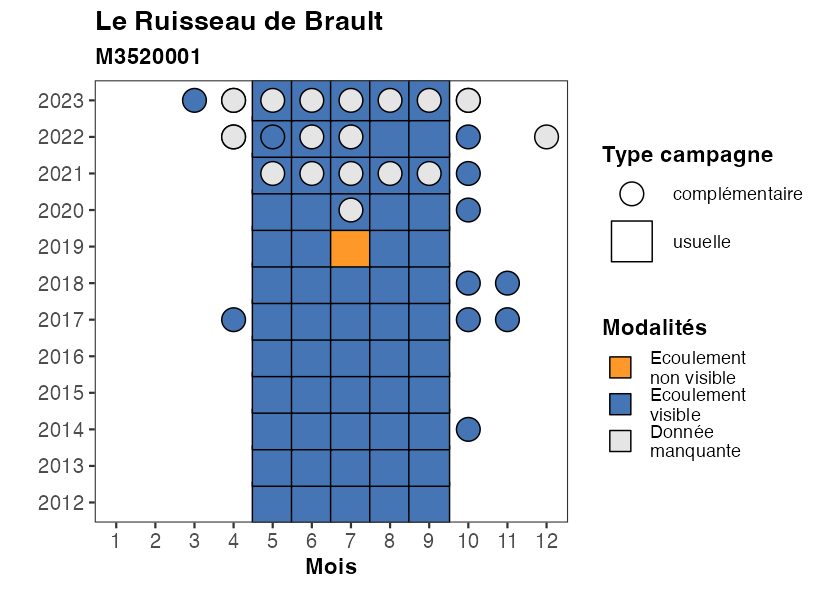 Le Ruisseau de Brault
M3520001
2023
2022
2021
2020
2019
2018
2017
2016
2015
2014
2013
2012
1 2 3 4 5 6 7 8 9 10 11 12
Mois
Type campagne
complémentaire
usuelle
Modalités
Ecoulement
non visible
Ecoulement
visible
Donnée
manquante